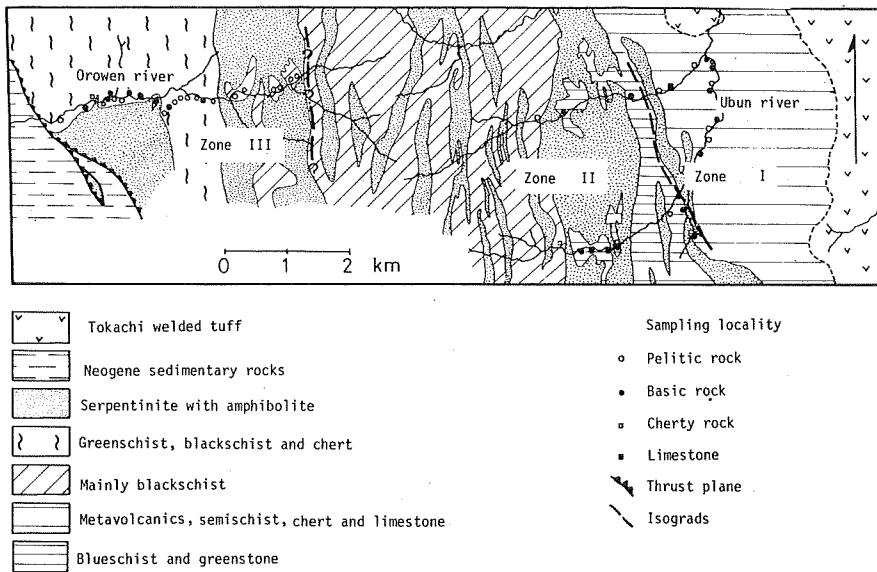 Orowen river
Ubun river
Zone III
Zone II
Zone I
?
?
0 1 2 km
Tokachi welded tuff
Neogene sedimentary rocks
Serpentinite with amphibolite
Greenschist, blackschist and chert
Mainly blackschist
Metavolcanics, semischist, chert and limestone
Blueschist and greenstone
Sampling locality
Pelitic rock
Basic rock
Cherty rock
Limestone
Thrust plane
Isograds